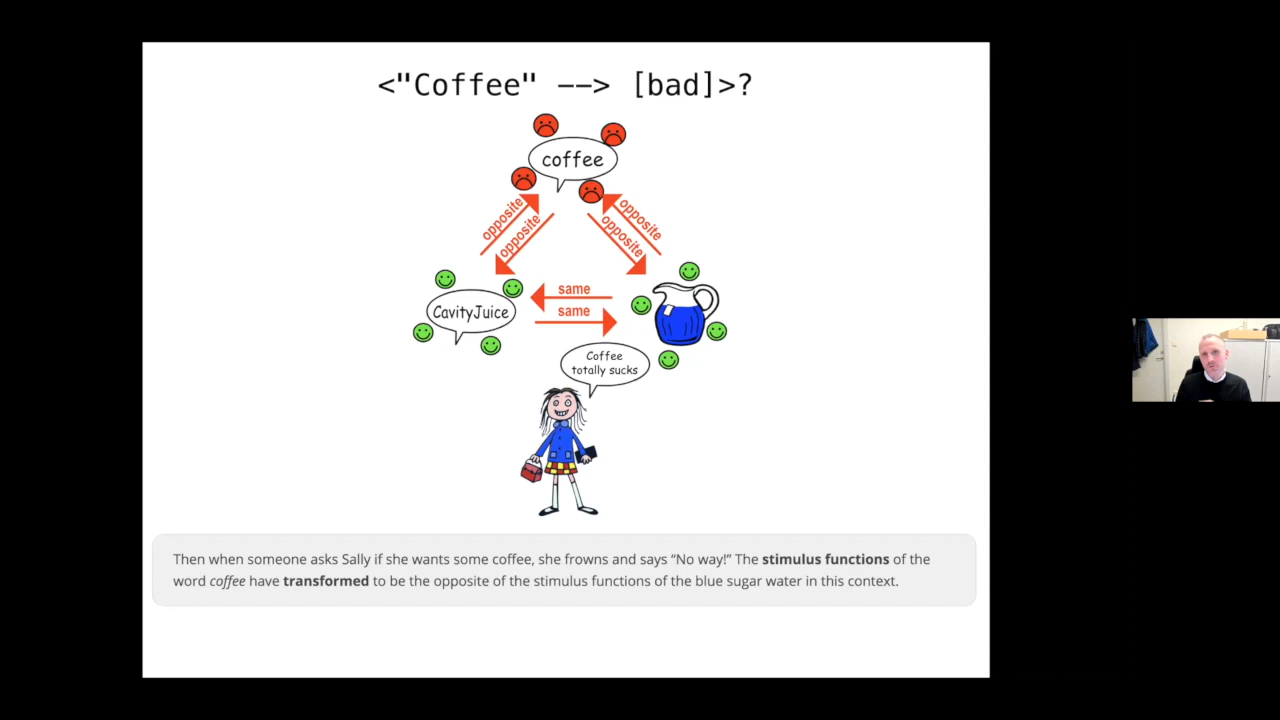 <"Coffee" --> [bad]>?
coffee
opposite
opposite
opposite
opposite
CavityJuice
same
same
Coffee
totally sucks
Then when someone asks Sally if she wants some coffee, she frowns and says “No way!” The stimulus functions of the
word coffee have transformed to be the opposite of the stimulus functions of the blue sugar water in this context.